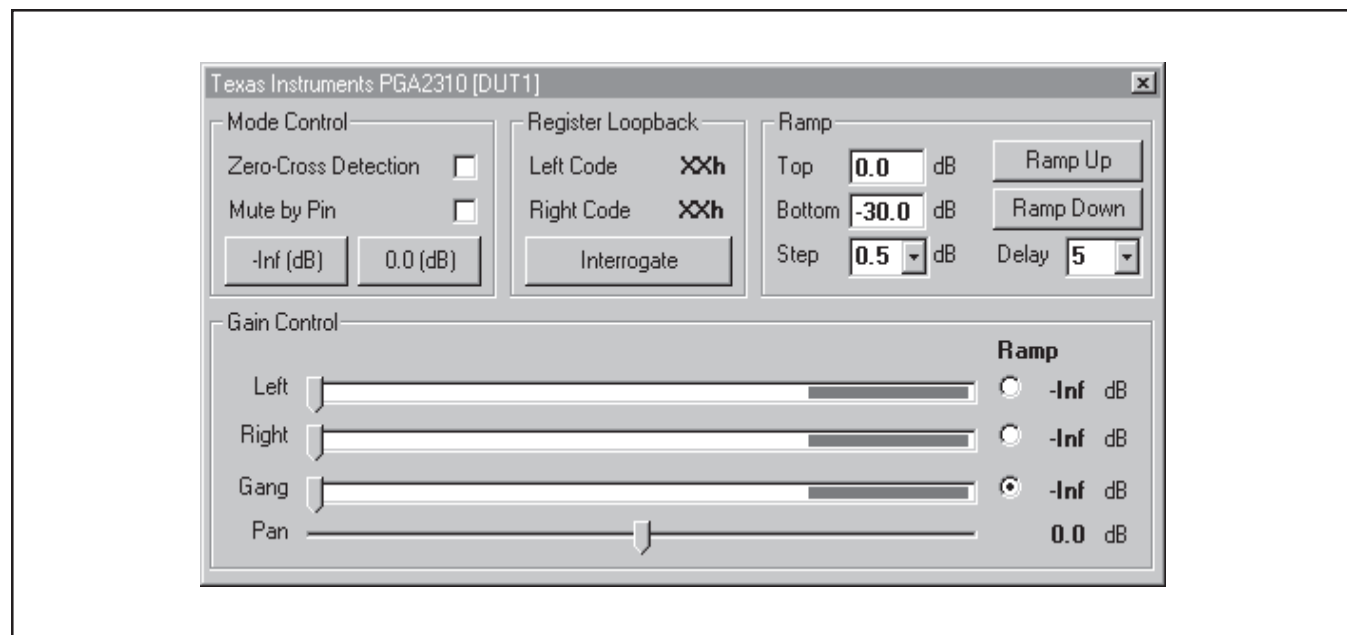 Texas Instruments PGA2310 [DUT1]
Mode Control
Zero-Cross Detection
Mute by Pin
-Inf (dB)
0.0 (dB)
Register Loopback
Left Code XXh
Right Code XXh
Interrogate
Ramp
Top 0.0 dB
Bottom -30.0 dB
Step 0.5 dB
Ramp Up
Ramp Down
Delay 5
Gain Control
Ramp
Left -Inf dB
Right -Inf dB
Gang -Inf dB
Pan 0.0 dB